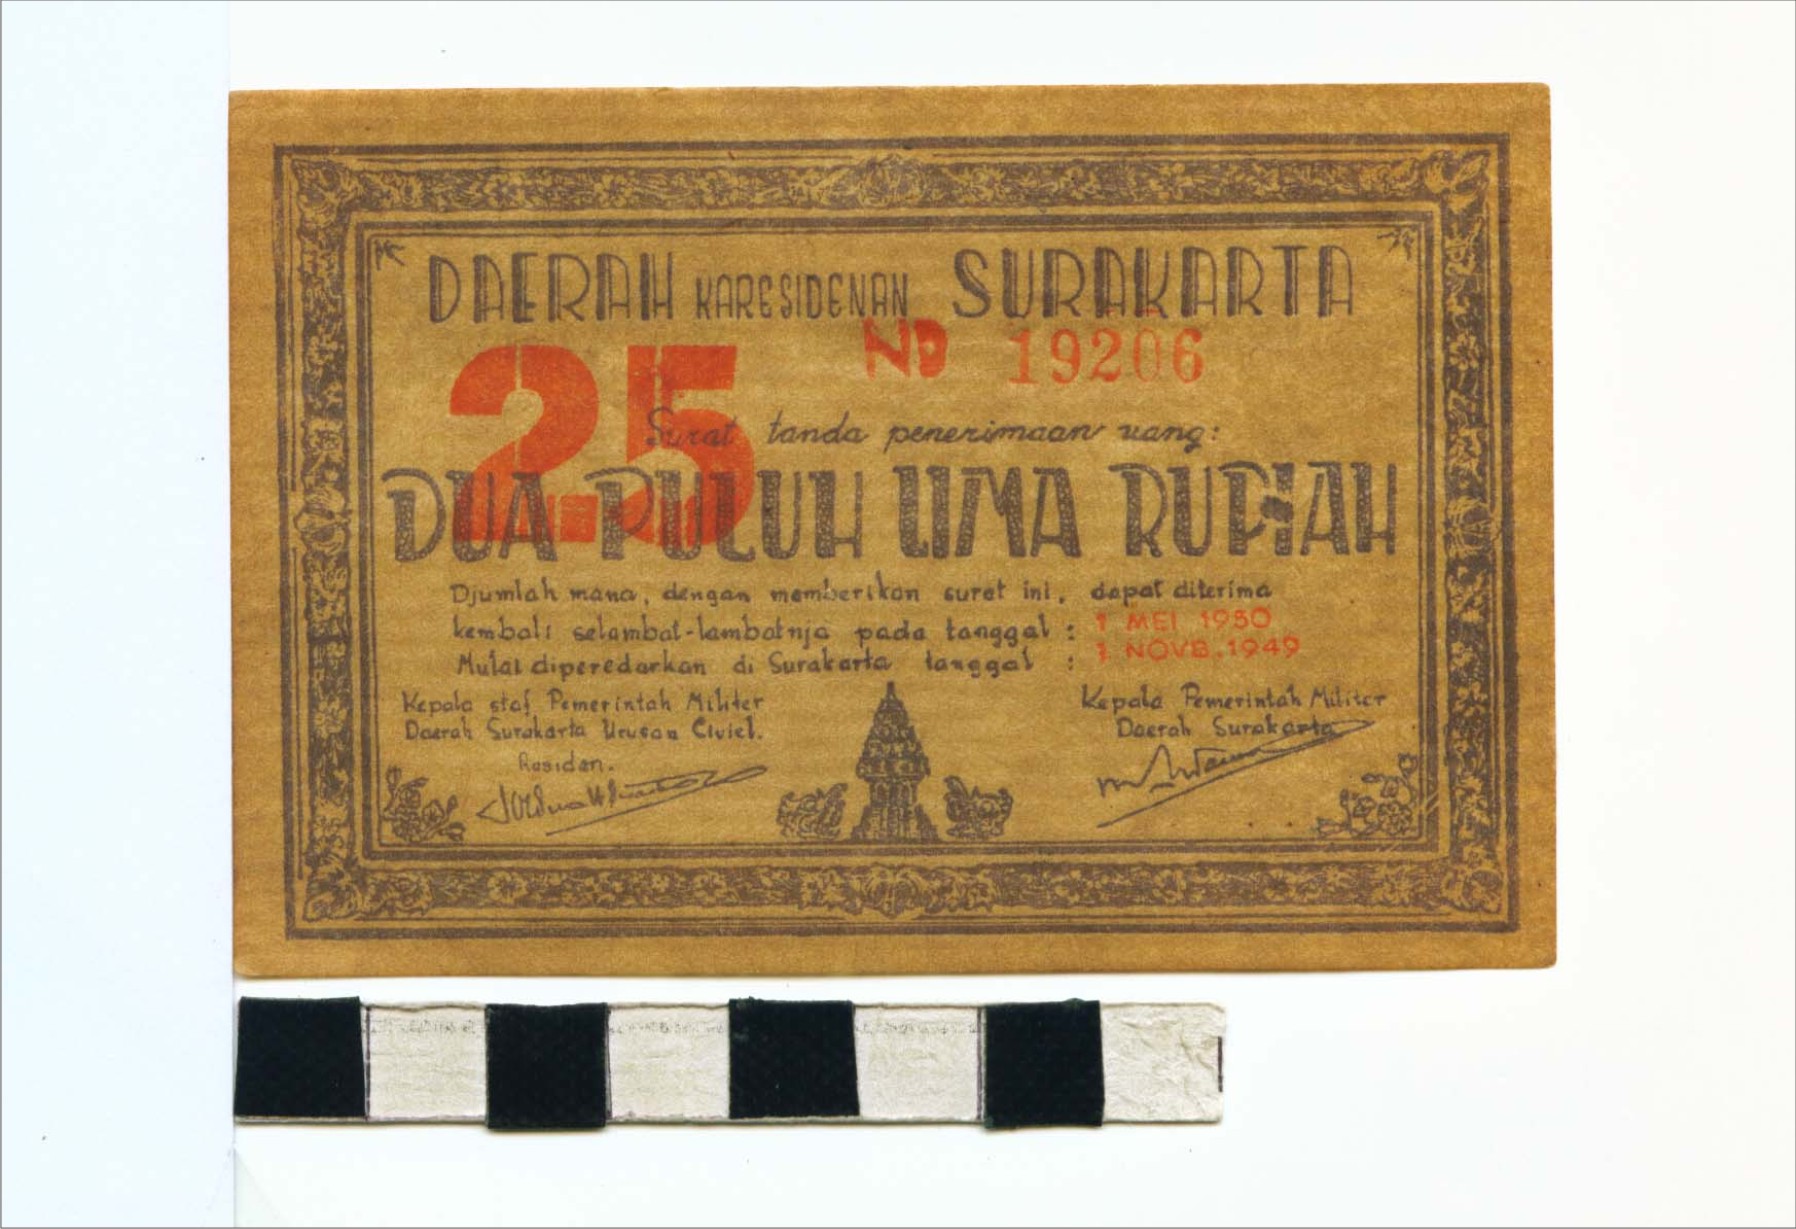 DAERAH KARESIDENAN SURAKARTA
25
NO 19206
Surat tanda penerimaan uang:
DUA PULUH LIMA RUPIAH
Djumlah mana, dengan memberikan surat ini, dapat diterima
kembali selambat-lambatnja pada tanggal : 1 MEI 1950
Mulai diperedarkan di Surakarta tanggal : 1 NOVB. 1949
Kepala staf Pemerintah Militer
Daerah Surakarta Urusan Civiel.
Residen.
Kepala Pemerintah Militer
Daerah Surakarta